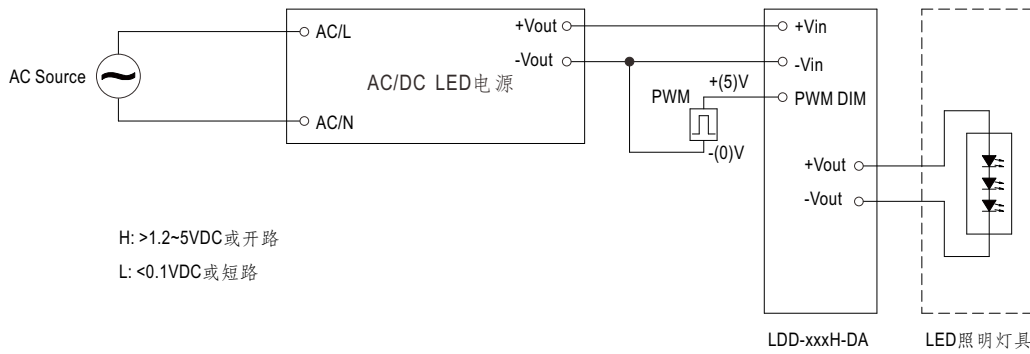 AC Source
AC/L
AC/N
AC/DC LED电源
+Vout
-Vout
PWM
+(5)V
-(0)V
+Vin
-Vin
PWM DIM
+Vout
-Vout
H: >1.2~5VDC或开路
L: <0.1VDC或短路
LDD-xxxH-DA
LED照明灯具